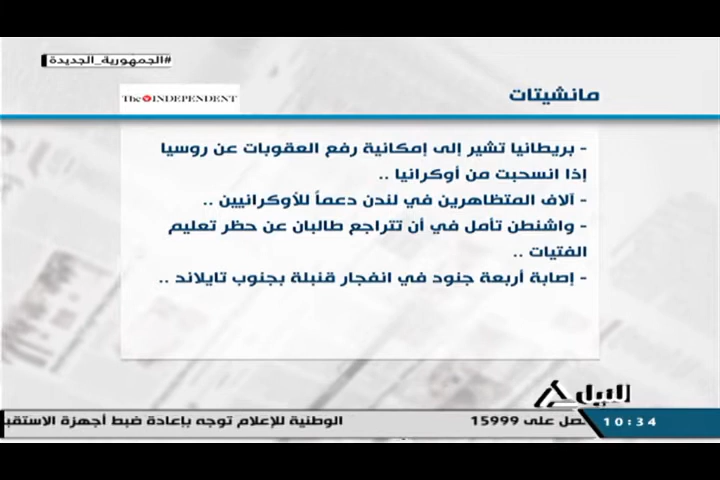 #الجمهورية_الجديدة
مانشيتات
The INDEPENDENT
- بريطانيا تشير إلى إمكانية رفع العقوبات عن روسيا
إذا انسحبت من أوكرانيا ..
- آلاف المتظاهرين في لندن دعماً للأوكرانيين ..
- واشنطن تأمل في أن تتراجع طالبان عن حظر تعليم
الفتيات ..
- إصابة أربعة جنود في انفجار قنبلة بجنوب تايلاند ..
النيل
10:34
على 15999 الوطنية للإعلام توجه بإعادة ضبط أجهزة